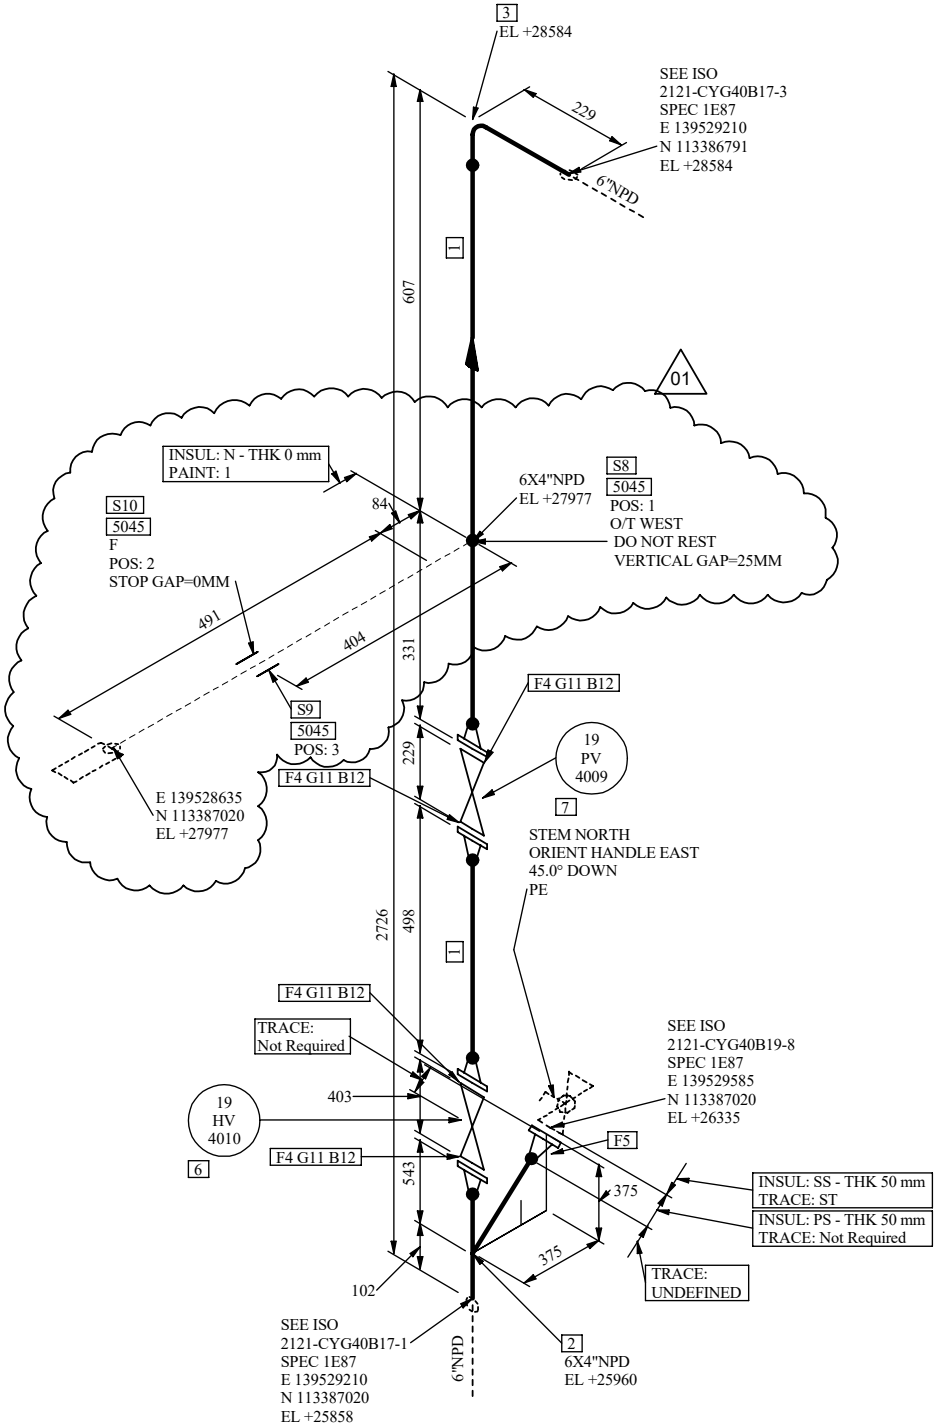 3
EL +28584
SEE ISO
2121-CYG40B17-3
SPEC 1E87
E 139529210
N 113386791
EL +28584
229
6"NPD
1
607
01
INSUL: N - THK 0 mm
PAINT: 1
84
6X4"NPD
EL +27977
S8
5045
POS: 1
O/T WEST
DO NOT REST
VERTICAL GAP=25MM
S10
5045
F
POS: 2
STOP GAP=0MM
491
404
331
F4 G11 B12
S9
5045
POS: 3
229
19
PV
4009
F4 G11 B12
7
E 139528635
N 113387020
EL +27977
STEM NORTH
ORIENT HANDLE EAST
45.0° DOWN
PE
2726
498
1
F4 G11 B12
TRACE:
Not Required
SEE ISO
2121-CYG40B19-8
SPEC 1E87
E 139529585
N 113387020
EL +26335
403
19
HV
4010
F5
F4 G11 B12
6
543
375
INSUL: SS - THK 50 mm
TRACE: ST
INSUL: PS - THK 50 mm
TRACE: Not Required
375
TRACE:
UNDEFINED
102
SEE ISO
2121-CYG40B17-1
SPEC 1E87
E 139529210
N 113387020
EL +25858
6"NPD
2
6X4"NPD
EL +25960